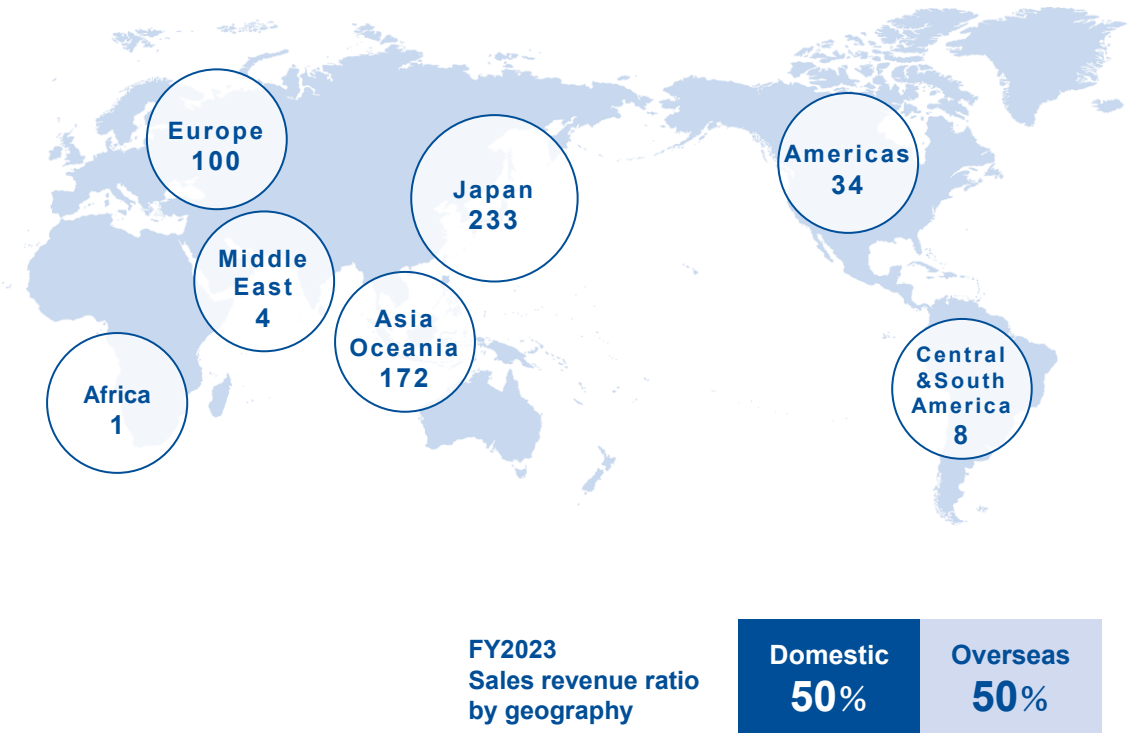 Europe
100
Japan
233
Americas
34
Middle
East
4
Asia
Oceania
172
Africa
1
Central
&South
America
8
FY2023
Sales revenue ratio
by geography
Domestic
50%
Overseas
50%